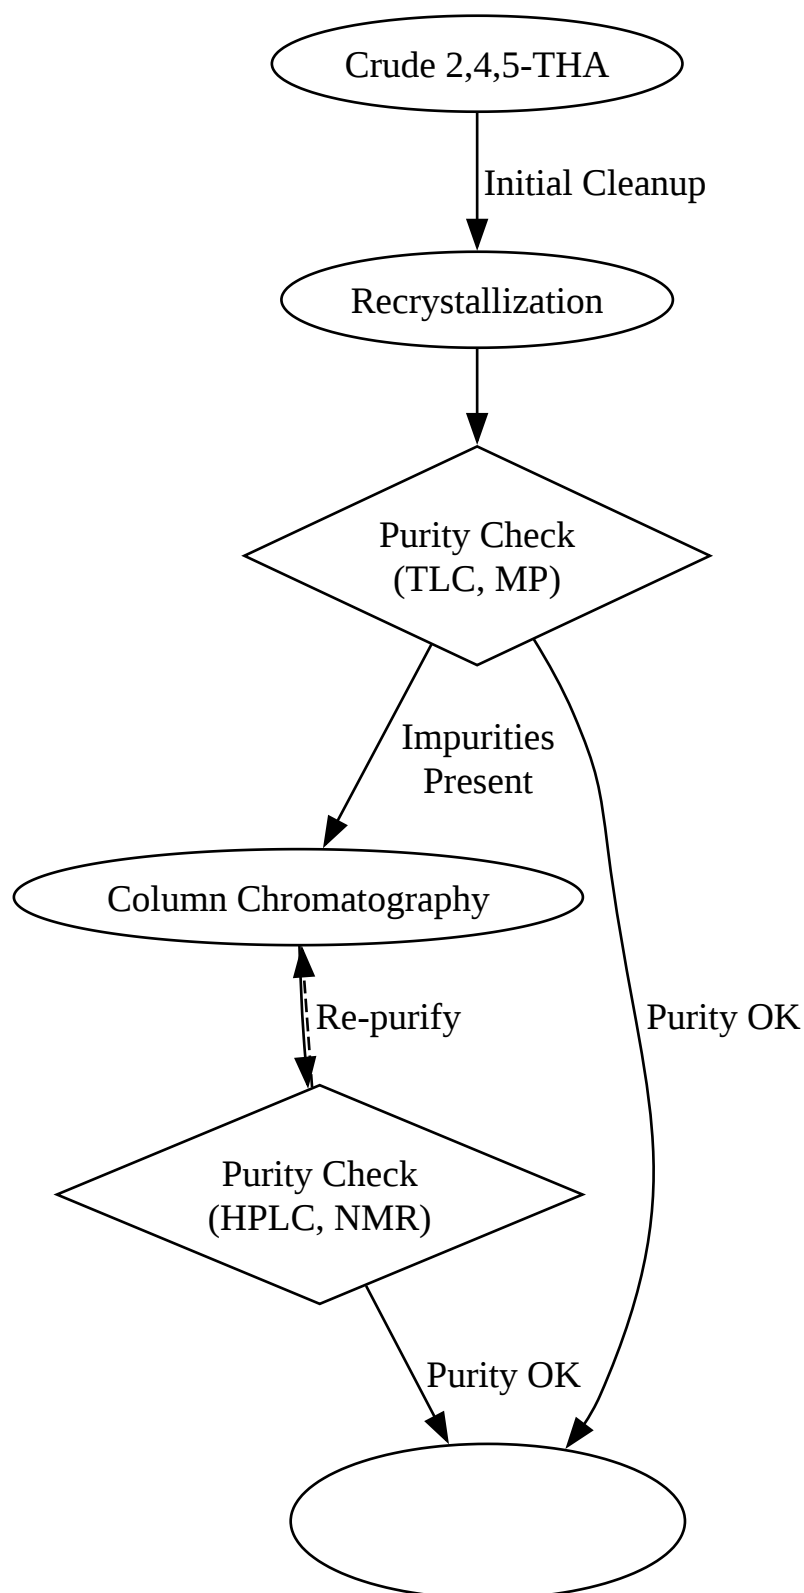 Crude 2,4,5-THA
Initial Cleanup
Recrystallization
Purity Check
(TLC, MP)
Impurities
Present
Column Chromatography
Re-purify
Purity OK
Purity Check
(HPLC, NMR)
Purity OK